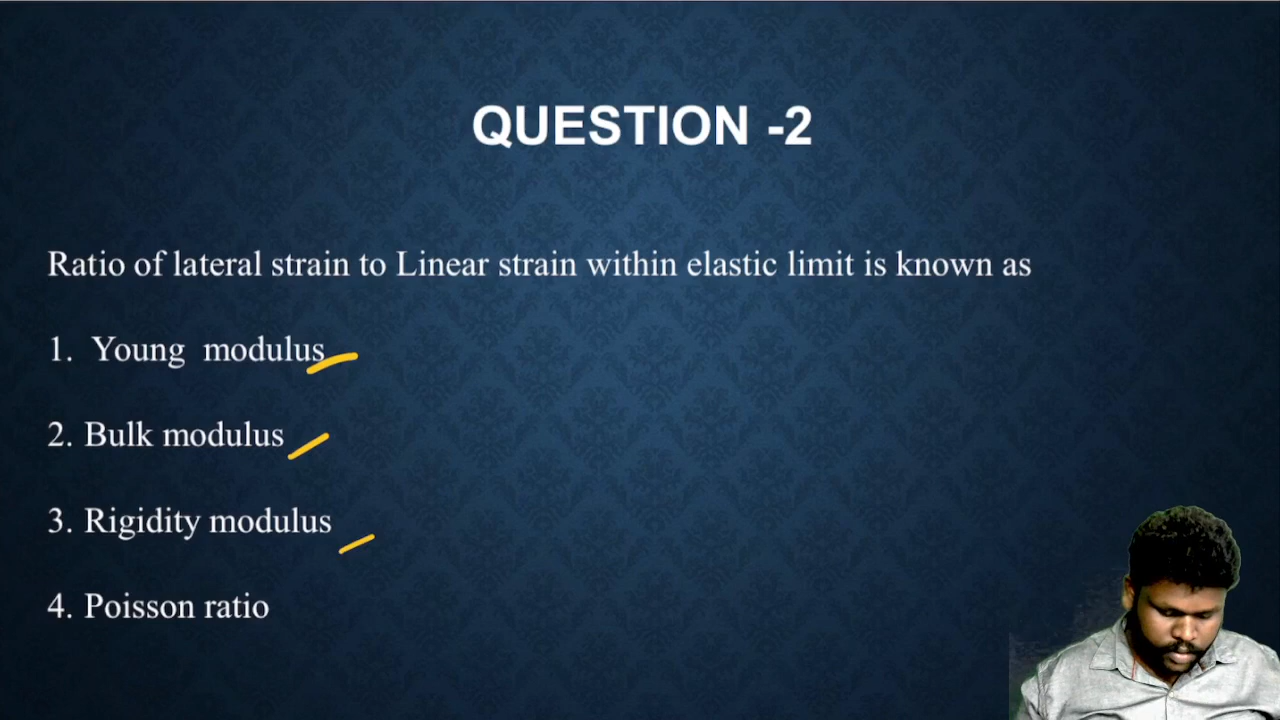 QUESTION -2
Ratio of lateral strain to Linear strain within elastic limit is known as
1. Young modulus
2. Bulk modulus
3. Rigidity modulus
4. Poisson ratio